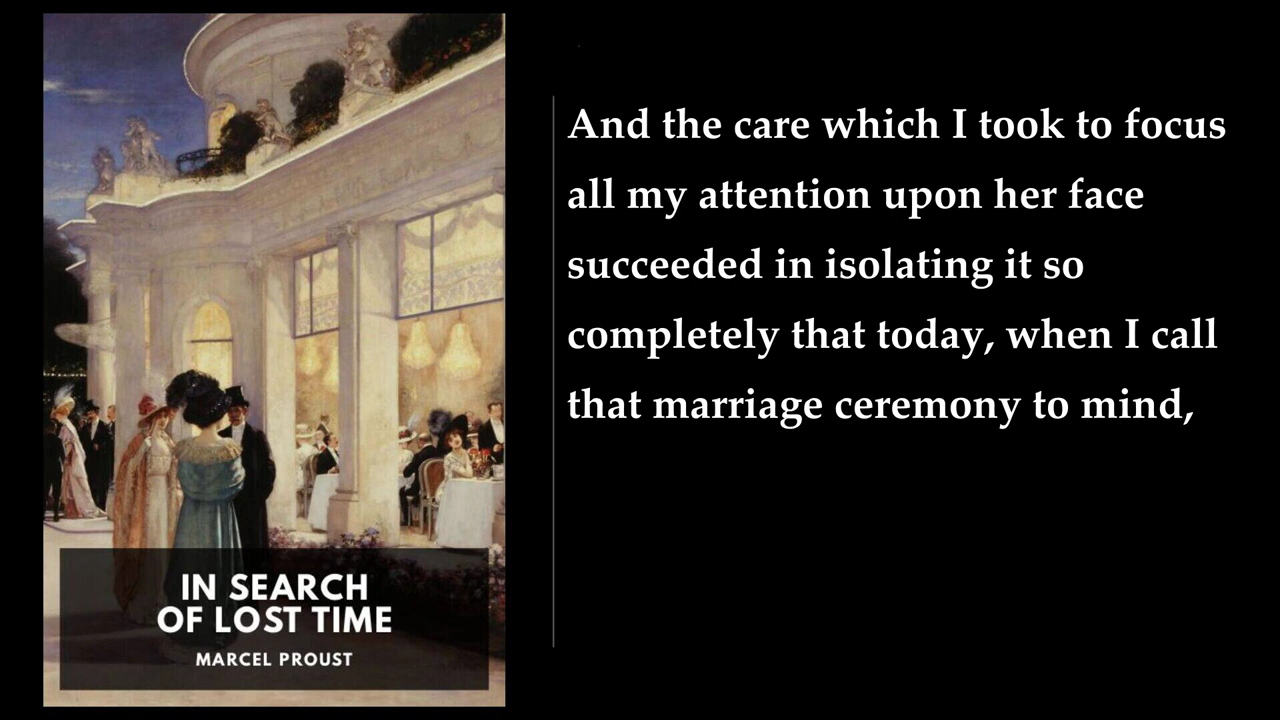 IN SEARCH
OF LOST TIME
MARCEL PROUST
And the care which I took to focus
all my attention upon her face
succeeded in isolating it so
completely that today, when I call
that marriage ceremony to mind,